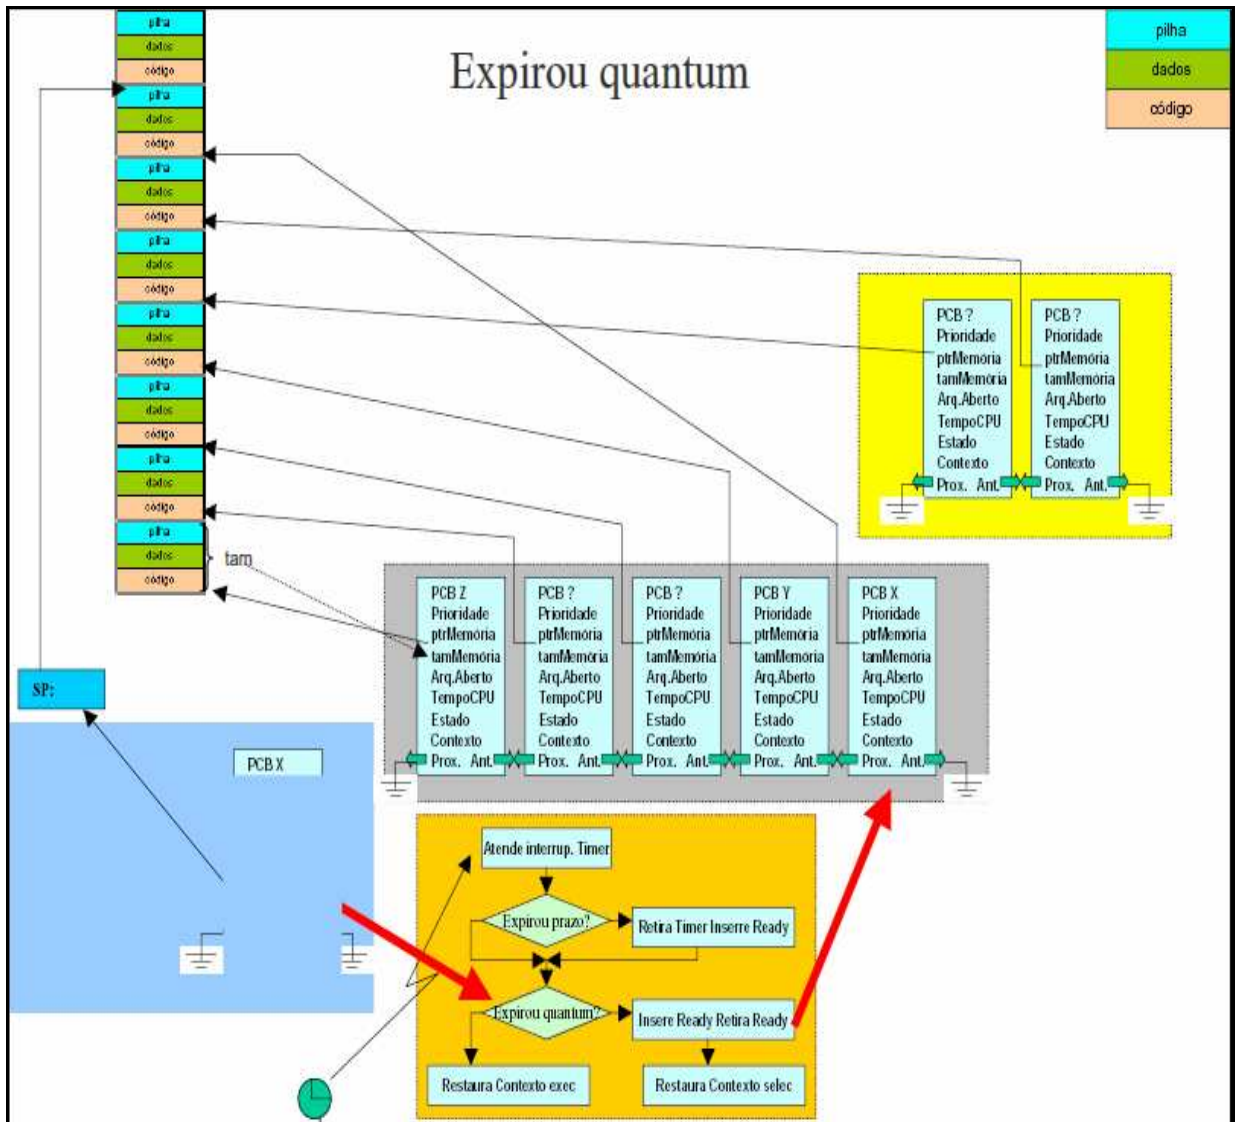 Expirou quantum
pilha
dados
código
pilha
dados
código
pilha
dados
código
pilha
dados
código
pilha
dados
código
pilha
dados
código
pilha
dados
código
pilha
dados
código
pilha
dados
código
tam
PCB ?
Prioridade
ptrMemória
tamMemória
Arq.Aberto
TempoCPU
Estado
Contexto
Prox. Ant.
PCB ?
Prioridade
ptrMemória
tamMemória
Arq.Aberto
TempoCPU
Estado
Contexto
Prox. Ant.
PCB Z
Prioridade
ptrMemória
tamMemória
Arq.Aberto
TempoCPU
Estado
Contexto
Prox. Ant.
PCB ?
Prioridade
ptrMemória
tamMemória
Arq.Aberto
TempoCPU
Estado
Contexto
Prox. Ant.
PCB ?
Prioridade
ptrMemória
tamMemória
Arq.Aberto
TempoCPU
Estado
Contexto
Prox. Ant.
PCB Y
Prioridade
ptrMemória
tamMemória
Arq.Aberto
TempoCPU
Estado
Contexto
Prox. Ant.
PCB X
Prioridade
ptrMemória
tamMemória
Arq.Aberto
TempoCPU
Estado
Contexto
Prox. Ant.
SP:
PCB X
Atende interrup. Timer
Expirou prazo?
Retira Timer Inserre Ready
Expirou quantum?
Insere Ready Retira Ready
Restaura Contexto exec
Restaura Contexto selec